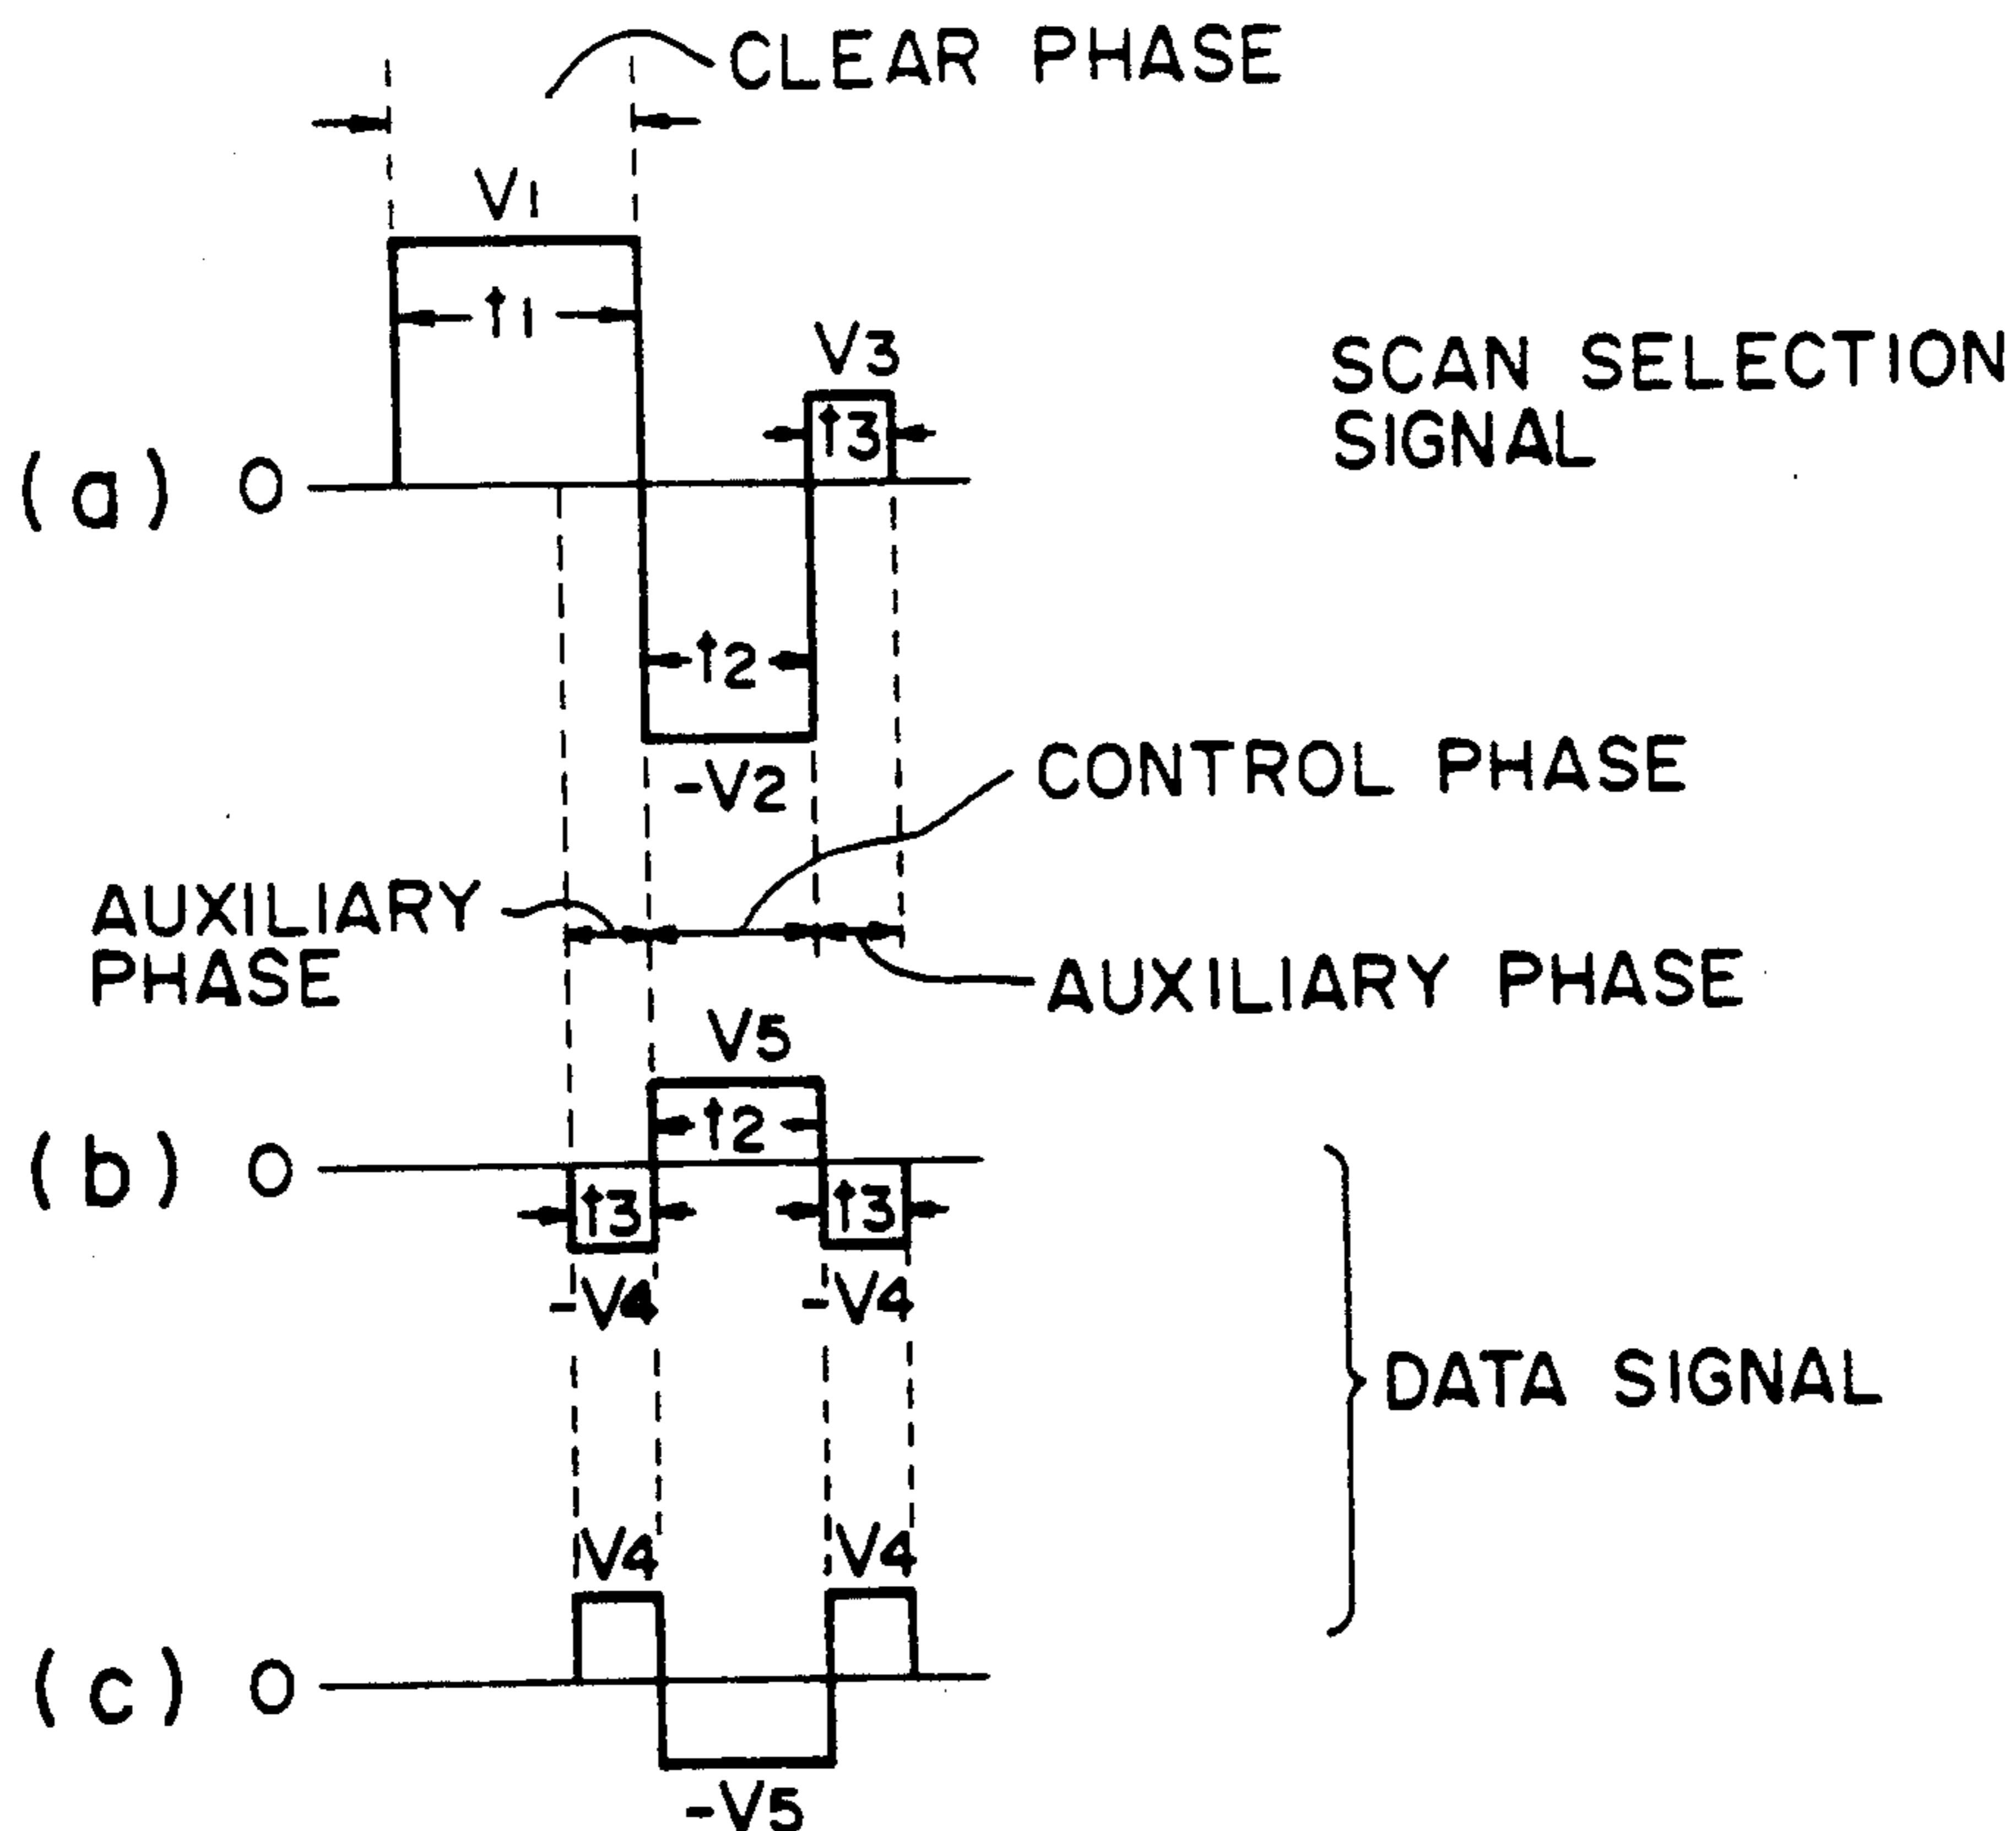 CLEAR PHASE
V1
t1
V3
t3
SCAN SELECTION
SIGNAL
(a) 0
t2
-V2
CONTROL PHASE
AUXILIARY
PHASE
AUXILIARY PHASE
V5
t2
(b) 0
t3
t3
-V4
-V4
DATA SIGNAL
V4
V4
(c) 0
-V5